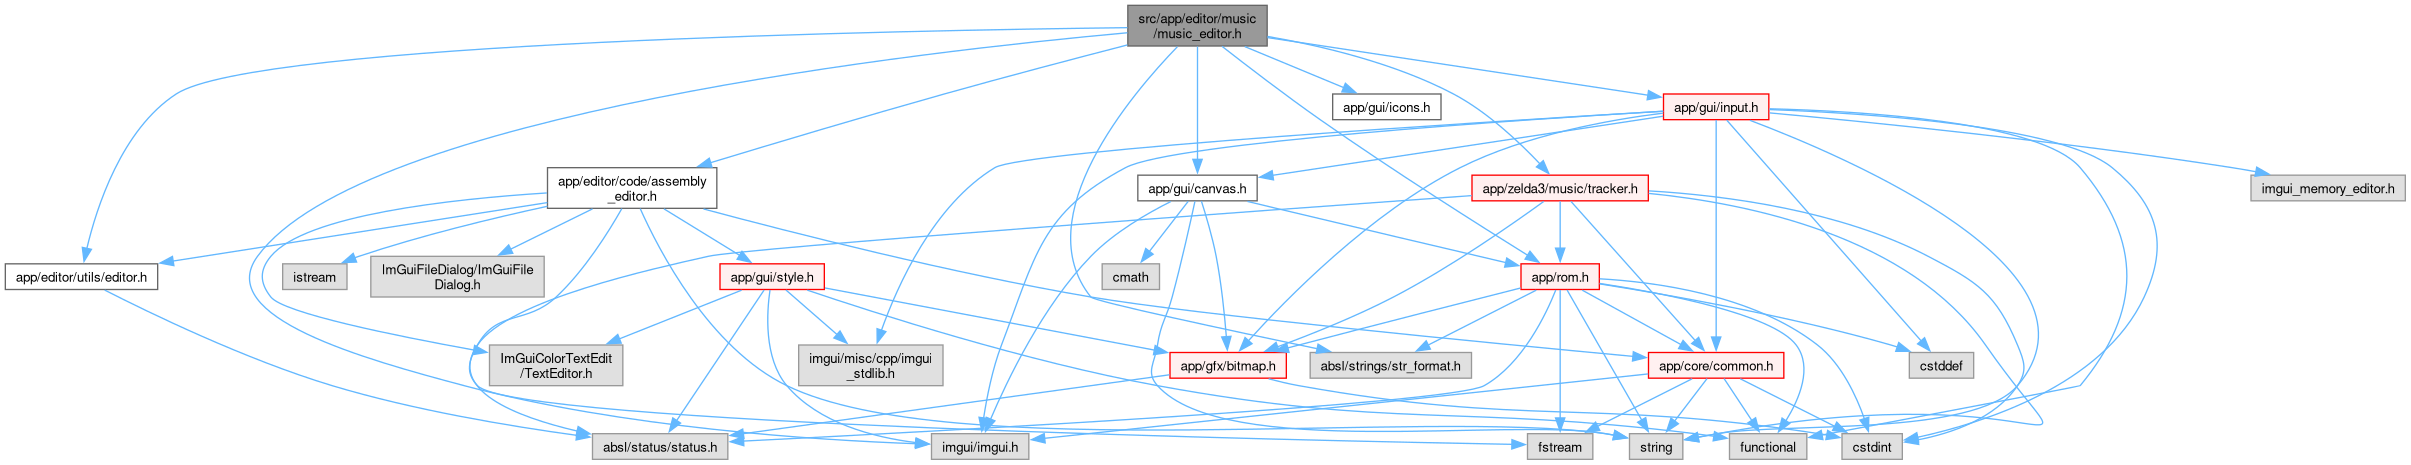 src/app/editor/music
/music_editor.h
app/gui/icons.h
app/gui/input.h
app/editor/code/assembly
_editor.h
app/gui/canvas.h
app/zelda3/music/tracker.h
imgui_memory_editor.h
app/editor/utils/editor.h
istream
ImGuiFileDialog/ImGuiFile
Dialog.h
app/gui/style.h
cmath
app/rom.h
ImGuiColorTextEdit
/TextEditor.h
imgui/misc/cpp/imgui
_stdlib.h
app/gfx/bitmap.h
absl/strings/str_format.h
app/core/common.h
cstddef
absl/status/status.h
imgui/imgui.h
fstream
string
functional
cstdint